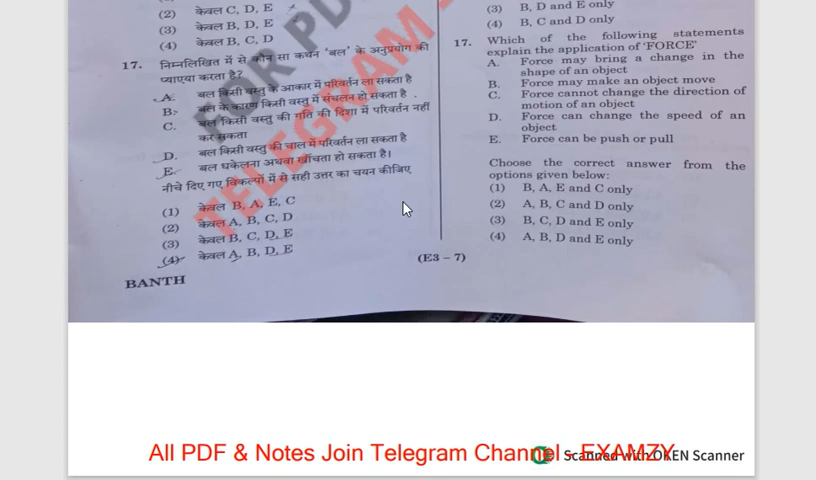 (2) केवल C, D, E
(3) केवल B, D, E
(4) केवल B, C, D
17. निम्नलिखित में से कौन सा कथन 'बल' के अनुप्रयोग की
प्याएया करता है?
A. बल किसी वस्तु के आकार में परिवर्तन ला सकता है
B. बल के कारण किसी वस्तु में संचलन हो सकता है .
C. बल किसी वस्तु की गति की दिशा में परिवर्तन नहीं
कर सकता
D. बल किसी वस्तु की चाल में परिवर्तन ला सकता है
E. बल धकेलना अथवा खींचता हो सकता है।
नीचे दिए गए विकल्पों में से सही उत्तर का चयन कीजिए
(1) केवल B, A, E, C
(2) केवल A, B, C, D
(3) केवल B, C, D, E
(4) केवल A, B, D, E
BANTH
(3) B, D and E only
(4) B, C and D only
17. Which of the following statements
explain the application of 'FORCE'
A. Force may bring a change in the
shape of an object
B. Force may make an object move
C. Force cannot change the direction of
motion of an object
D. Force can change the speed of an
object
E. Force can be push or pull
Choose the correct answer from the
options given below:
(1) B, A, E and C only
(2) A, B, C and D only
(3) B, C, D and E only
(4) A, B, D and E only
(E3 – 7)
FOR PD
TELEGRAM
All PDF & Notes Join Telegram Channel - EXAMZY
Scanned with OKEN Scanner